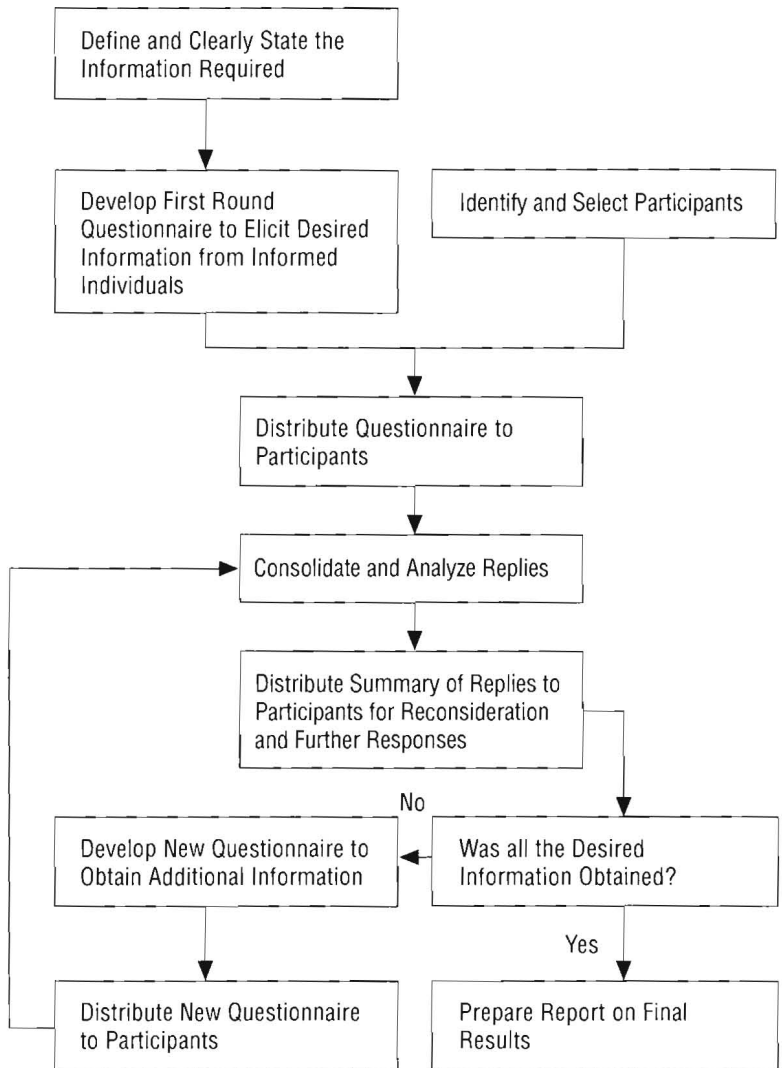 Define and Clearly State the
Information Required
Develop First Round
Questionnaire to Elicit Desired
Information from Informed
Individuals
Identify and Select Participants
Distribute Questionnaire to
Participants
Consolidate and Analyze Replies
Distribute Summary of Replies to
Participants for Reconsideration
and Further Responses
No
Develop New Questionnaire to
Obtain Additional Information
Was all the Desired
Information Obtained?
Yes
Distribute New Questionnaire
to Participants
Prepare Report on Final
Results